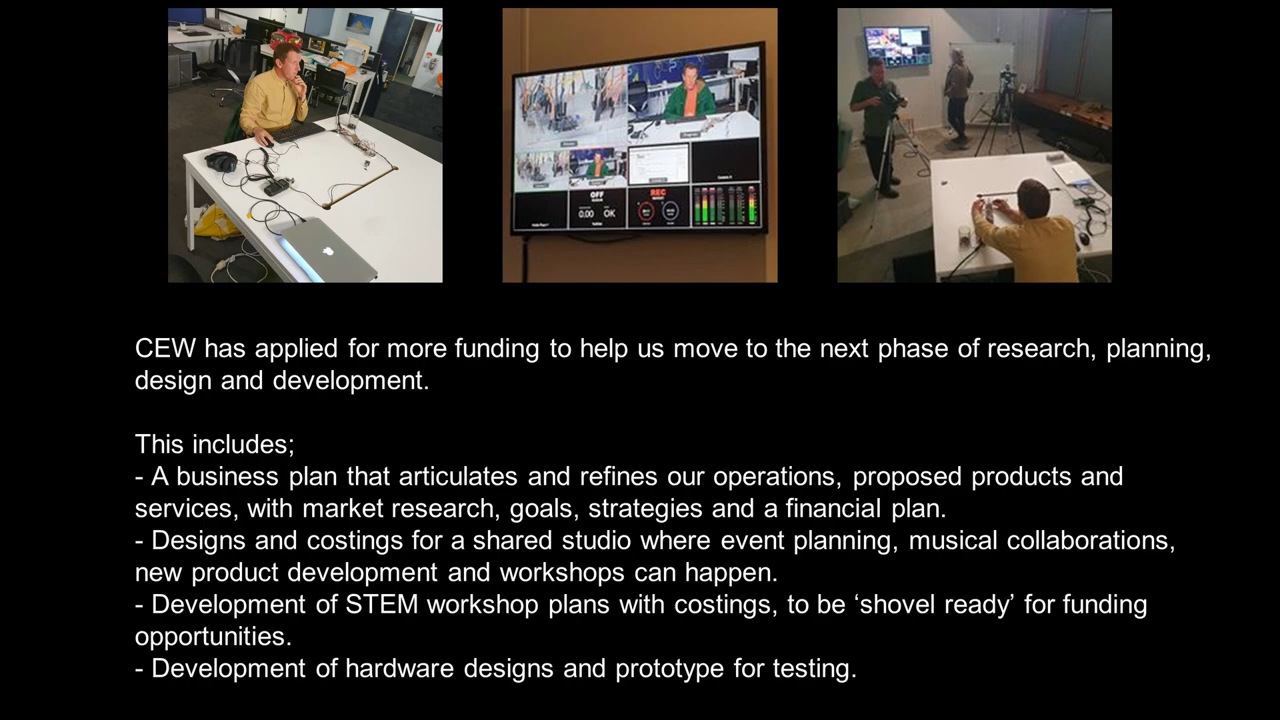 OFF
REC
0.00 OK
CEW has applied for more funding to help us move to the next phase of research, planning,
design and development.
This includes;
- A business plan that articulates and refines our operations, proposed products and
services, with market research, goals, strategies and a financial plan.
- Designs and costings for a shared studio where event planning, musical collaborations,
new product development and workshops can happen.
- Development of STEM workshop plans with costings, to be ‘shovel ready’ for funding
opportunities.
- Development of hardware designs and prototype for testing.